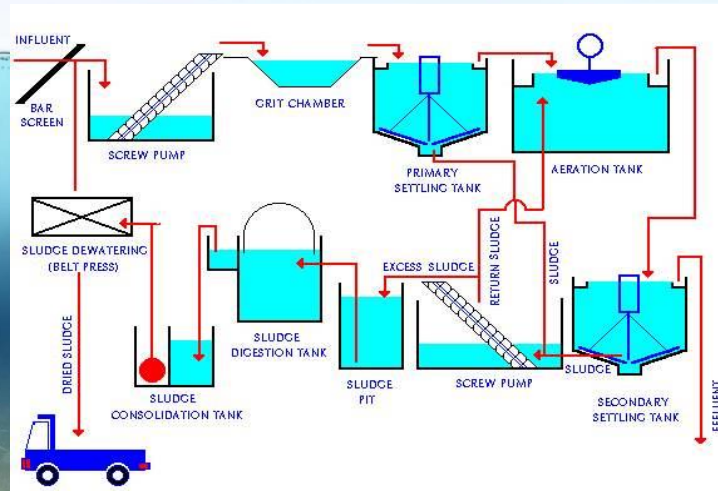 INFLUENT
BAR
SCREEN
SCREW PUMP
GRIT CHAMBER
PRIMARY
SETTLING TANK
AERATION TANK
SLUDGE DEWATERING
(BELT PRESS)
EXCESS SLUDGE
RETURN SLUDGE
SLUDGE
SLUDGE
DIGESTION TANK
DRIED SLUDGE
SLUDGE
CONSOLIDATION TANK
SLUDGE
PIT
SCREW PUMP
SLUDGE
SECONDARY
SETTLING TANK
EFFLUENT